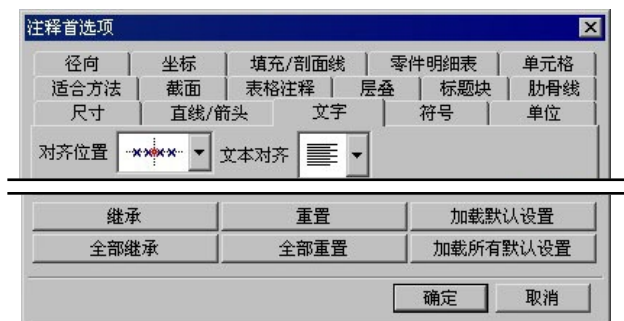 注释首选项
径向 坐标 填充/剖面线 零件明细表 单元格
适合方法 截面 表格注释 层叠 标题块 肋骨线
尺寸 直线/箭头 文字 符号 单位
对齐位置 文本对齐
继承 重置 加载默认设置
全部继承 全部重置 加载所有默认设置
确定 取消